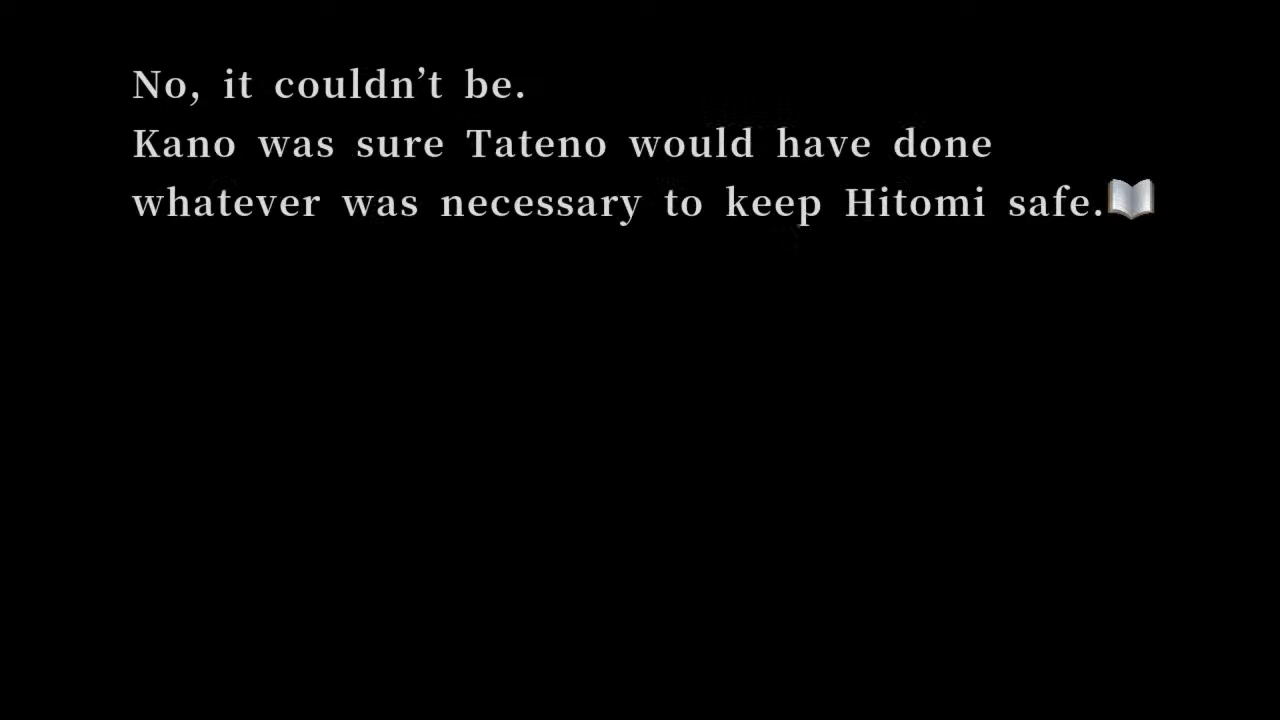 No, it couldn’t be.
Kano was sure Tateno would have done
whatever was necessary to keep Hitomi safe.